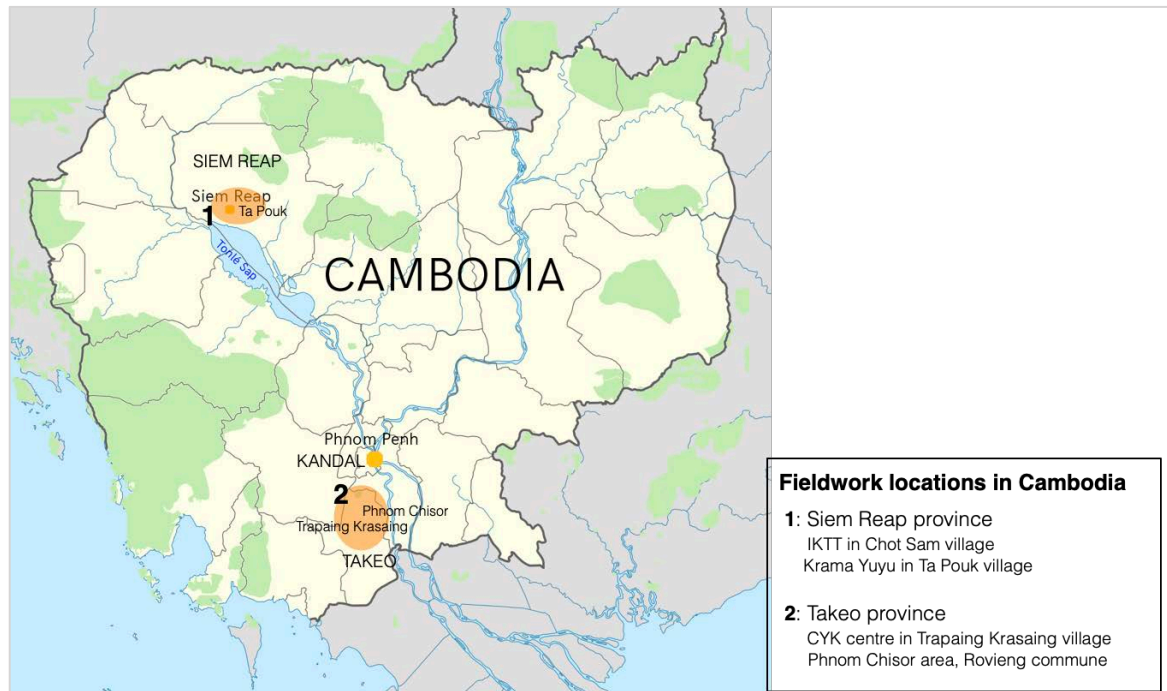 SIEM REAP
Siem Reap
1
Ta Pouk
Tonlé Sap
CAMBODIA
Phnom Penh
KANDAL
2
Phnom Chisor
Trapaing Krasaing
TAKEO
Fieldwork locations in Cambodia
1: Siem Reap province
IKTT in Chot Sam village
Krama Yuyu in Ta Pouk village
2: Takeo province
CYK centre in Trapaing Krasaing village
Phnom Chisor area, Rovieng commune